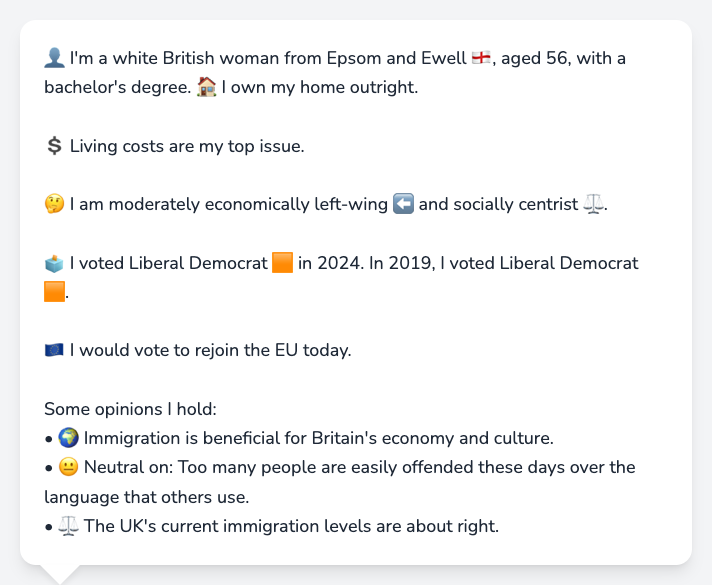 👤 I'm a white British woman from Epsom and Ewell 🏴󠁧󠁢󠁥󠁮󠁧󠁿, aged 56, with a
bachelor's degree. 🏠 I own my home outright.
💲 Living costs are my top issue.
🤔 I am moderately economically left-wing ⬅️ and socially centrist ⚖️.
🗳️ I voted Liberal Democrat 🟧 in 2024. In 2019, I voted Liberal Democrat
🟧.
🇪🇺 I would vote to rejoin the EU today.
Some opinions I hold:
• 🌍 Immigration is beneficial for Britain's economy and culture.
• 😐 Neutral on: Too many people are easily offended these days over the
language that others use.
• ⚖️ The UK's current immigration levels are about right.